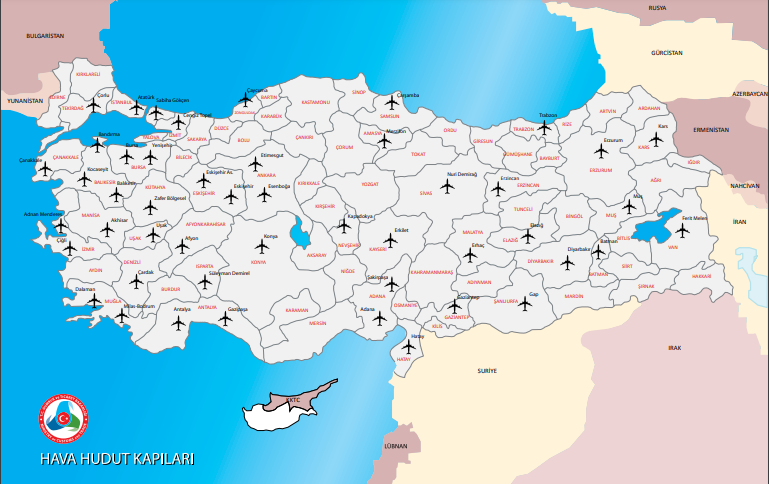 RUSYA
BULGARİSTAN
GÜRCİSTAN
KIRKLARELİ
AZERBAYCAN
YUNANİSTAN
EDİRNE
Çorlu
TEKİRDAĞ
İSTANBUL
Atatürk
Sabiha Gökçen
Cengiz Topel
Çaycuma
ZONGULDAK
BARTIN
KARABÜK
KASTAMONU
SİNOP
Çarşamba
SAMSUN
Merzifon
AMASYA
ORDU
GİRESUN
Trabzon
TRABZON
RİZE
ARTVİN
ARDAHAN
Kars
KARS
ERMENİSTAN
IĞDIR
NAHCIVAN
İRAN
Bandırma
YALOVA
İZMİT
SAKARYA
DÜZCE
BOLU
ÇANKIRI
ÇORUM
TOKAT
GÜMÜŞHANE
BAYBURT
Erzurum
ERZURUM
AĞRI
Çanakkale
ÇANAKKALE
Bursa
BURSA
Yenişehir
BİLECİK
Kocaseyit
BALIKESİR
Balıkesir
KÜTAHYA
Zafer Bölgesel
Eskişehir As.
Eskişehir
ESKİŞEHİR
Etimesgut
ANKARA
Esenboğa
KIRIKKALE
YOZGAT
KIRŞEHİR
SİVAS
Nuri Demirağ
Erzincan
ERZİNCAN
TUNCELİ
BİNGÖL
Muş
MUŞ
BİTLİS
Ferit Melen
VAN
HAKKARİ
Adnan Menderes
MANİSA
Akhisar
Çiğli
İZMİR
Uşak
UŞAK
Afyon
AFYONKARAHİSAR
Konya
KONYA
AKSARAY
Kapadokya
NEVŞEHİR
Erkilet
KAYSERİ
MALATYA
Erhaç
Elazığ
ELAZIĞ
Diyarbakır
DİYARBAKIR
Batman
BATMAN
SİİRT
ŞIRNAK
AYDIN
DENİZLİ
Çardak
BURDUR
ISPARTA
Süleyman Demirel
NİĞDE
Sakirpaşa
ADANA
Adana
KAHRAMANMARAŞ
ADIYAMAN
OSMANİYE
Gaziantep
GAZİANTEP
KİLİS
Gap
ŞANLIURFA
MARDİN
Dalaman
MUĞLA
Milas-Bodrum
Antalya
ANTALYA
Gazipaşa
KARAMAN
MERSİN
Hatay
HATAY
SURİYE
IRAK
KKTC
LÜBNAN
HAVA HUDUT KAPILARI